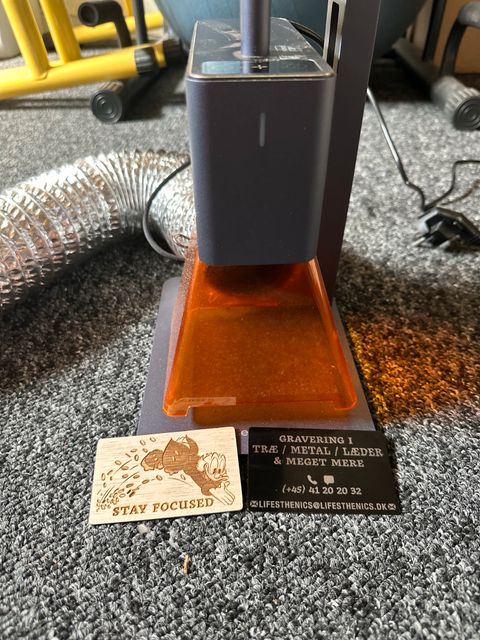 STAY FOCUSED
GRAVERING I
TRÆ / METAL / LÆDER
& MEGET MERE
(+45) 41 20 20 32
LIFESTHENICS@LIFESTHENICS.DK